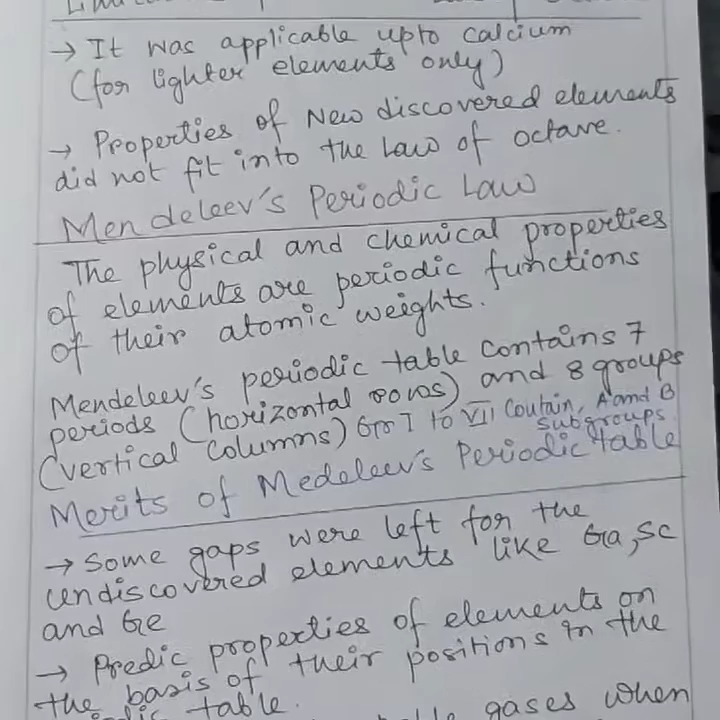 → It was applicable upto calcium
(for lighter elements only)
→ Properties of New discovered elements
did not fit into the Law of octave.
Mendeleev's Periodic Law
The physical and chemical properties
of elements are periodic functions
of their atomic weights.
Mendeleev's periodic table contains 7
periods (horizontal rows) and 8 groups
(vertical columns) Gr I to VII Contain, A and B
subgroups
Merits of Medeleev's Periodic table
→ Some gaps were left for the
undiscovered elements like Ga, Sc
and Ge
→ Predic properties of elements on
the basis of their positions in the
table.
gases when